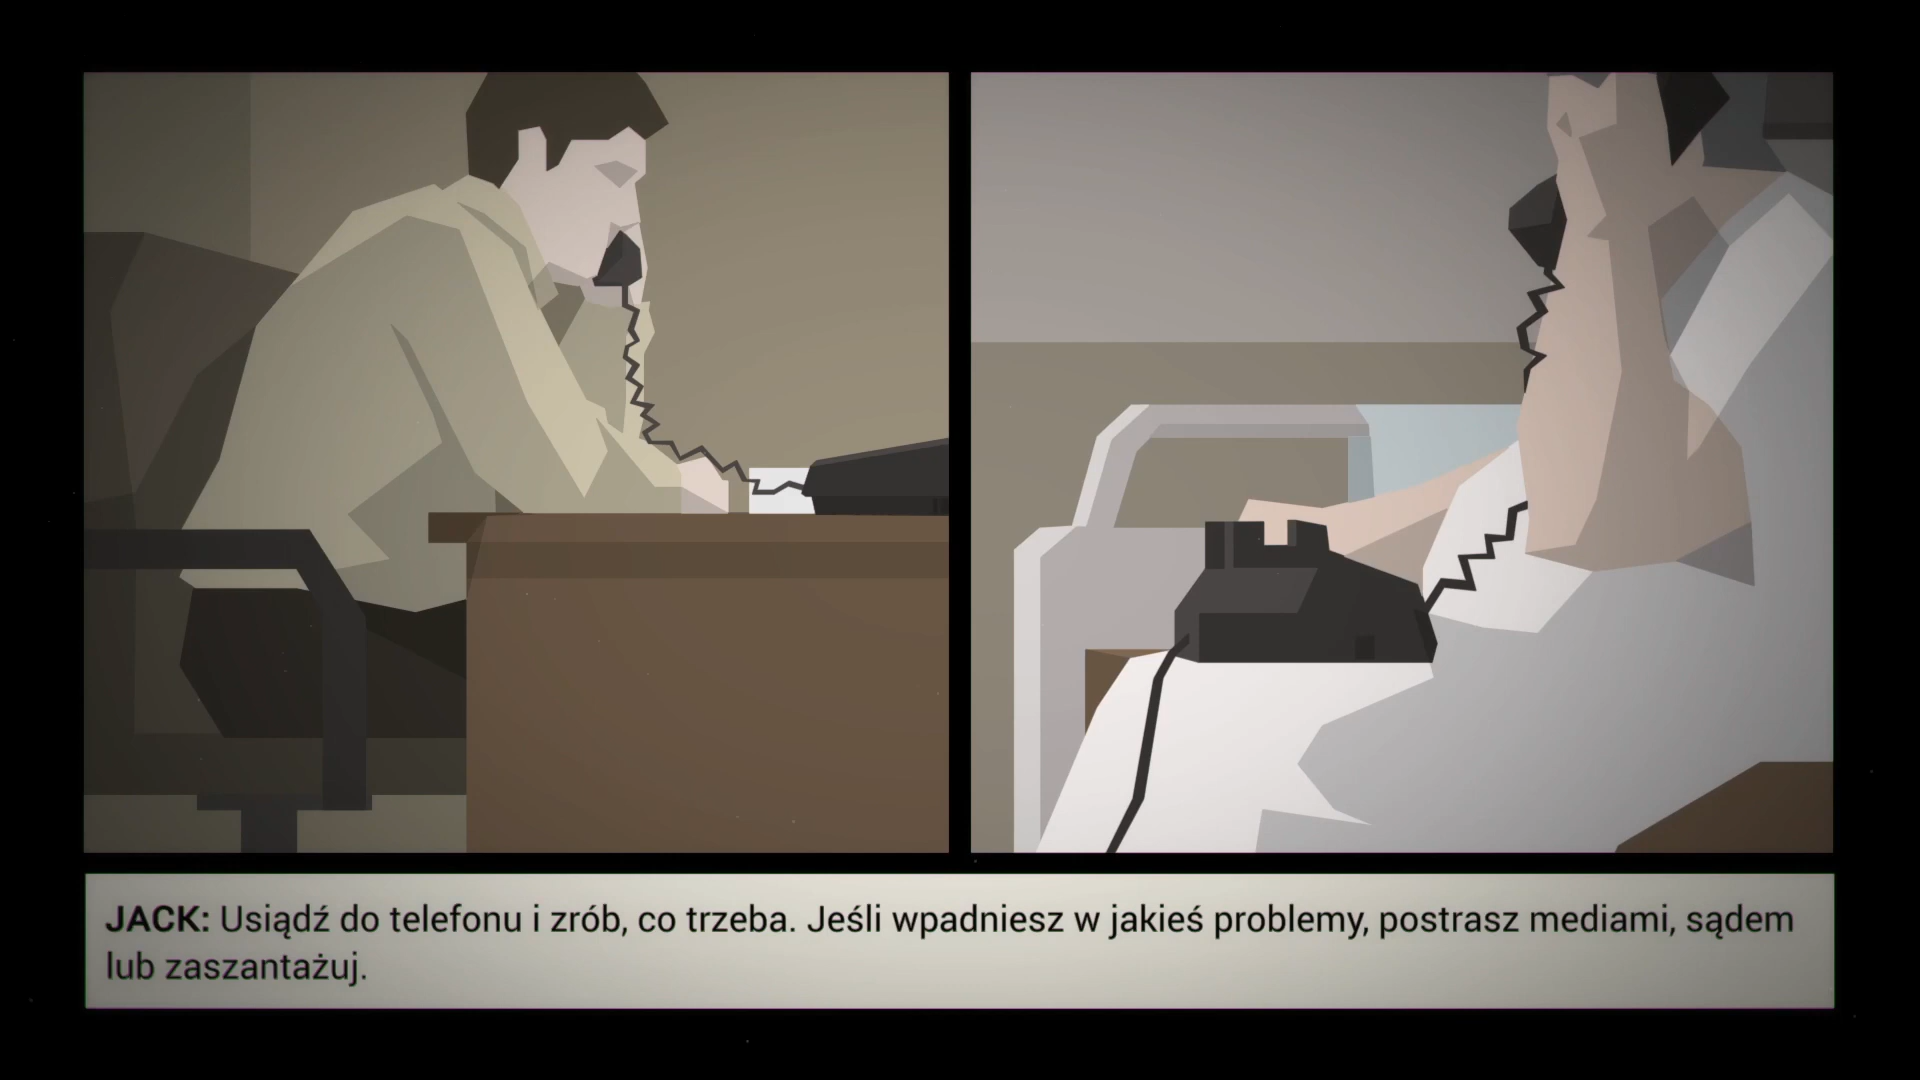 JACK: Usiądź do telefonu i zrób, co trzeba. Jeśli wpadniesz w jakieś problemy, postrasz mediami, sądem
lub zaszantażuj.